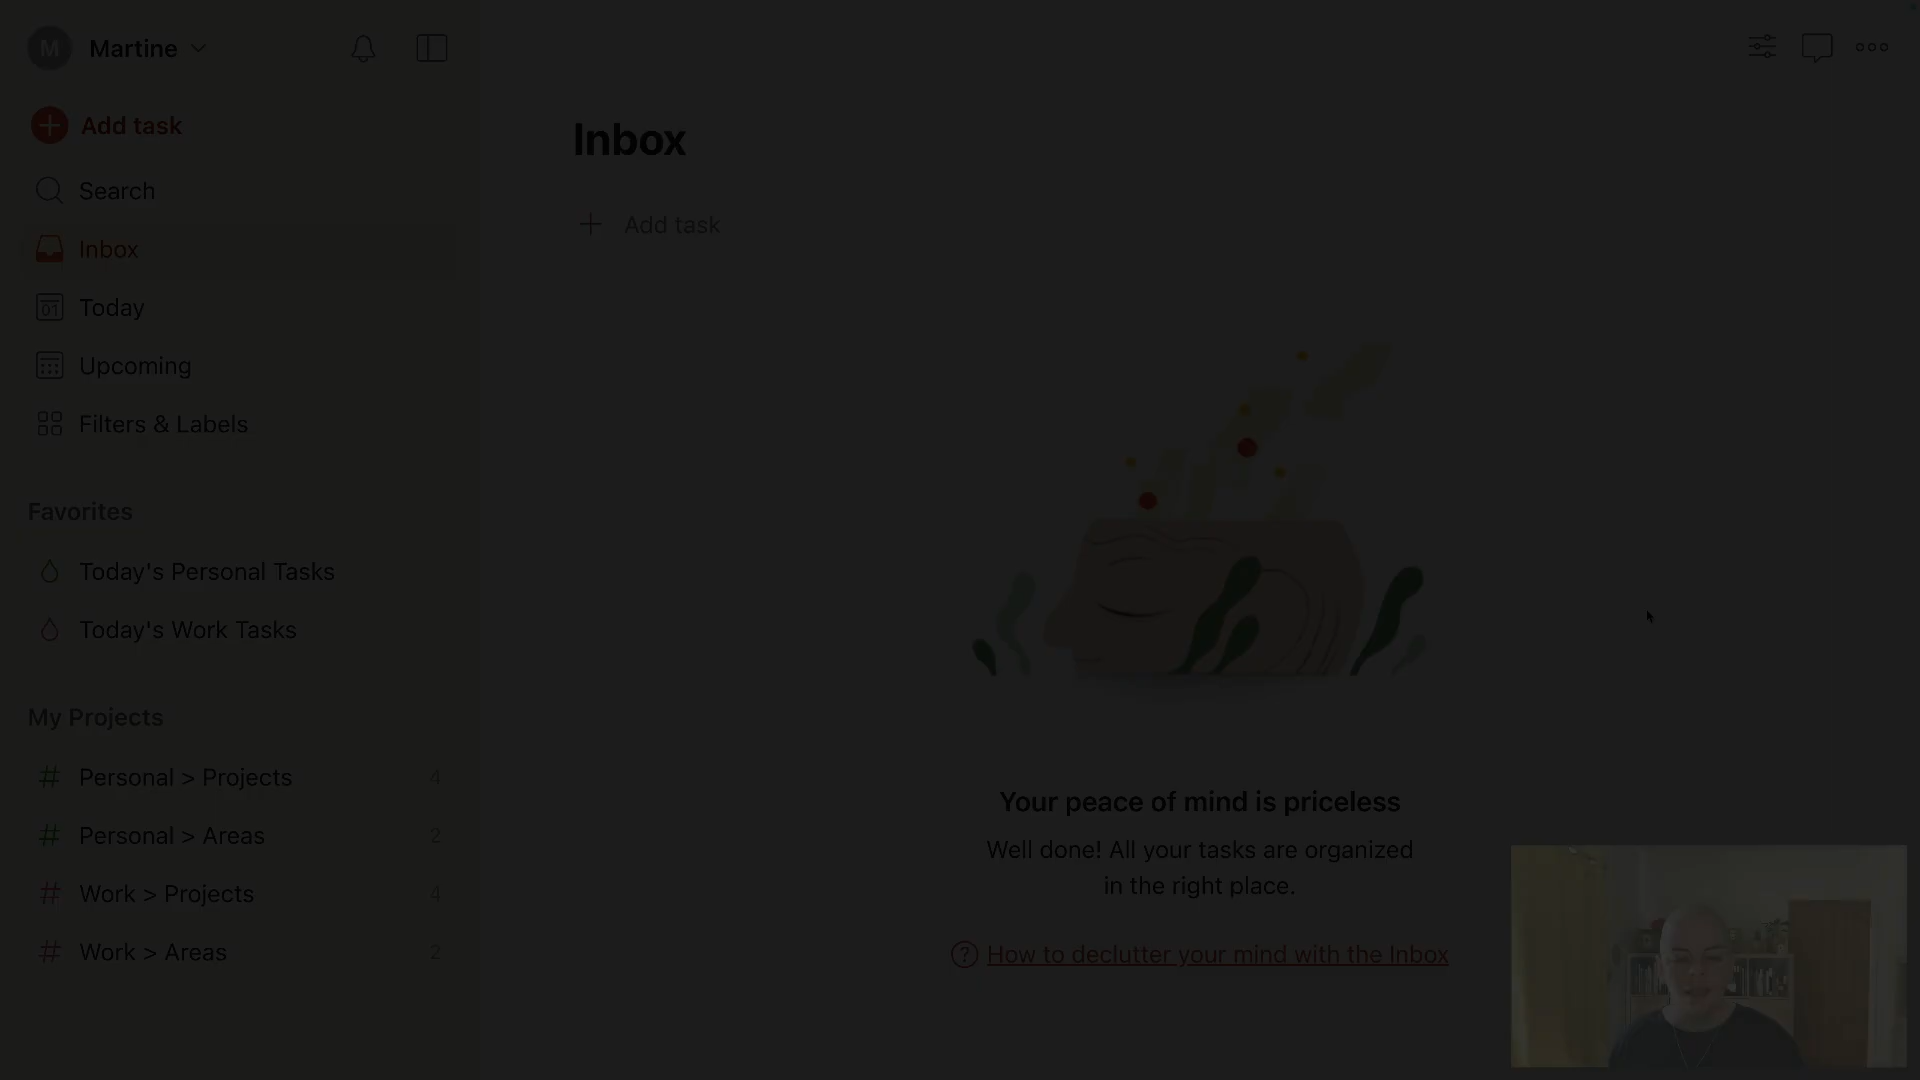 M Martine
Add task
Search
Inbox
01 Today
Upcoming
Filters & Labels
Favorites
Today's Personal Tasks
Today's Work Tasks
My Projects
# Personal > Projects 4
# Personal > Areas 2
# Work > Projects 4
# Work > Areas 2
Inbox
+ Add task
Your peace of mind is priceless
Well done! All your tasks are organized
in the right place.
? How to declutter your mind with the Inbox